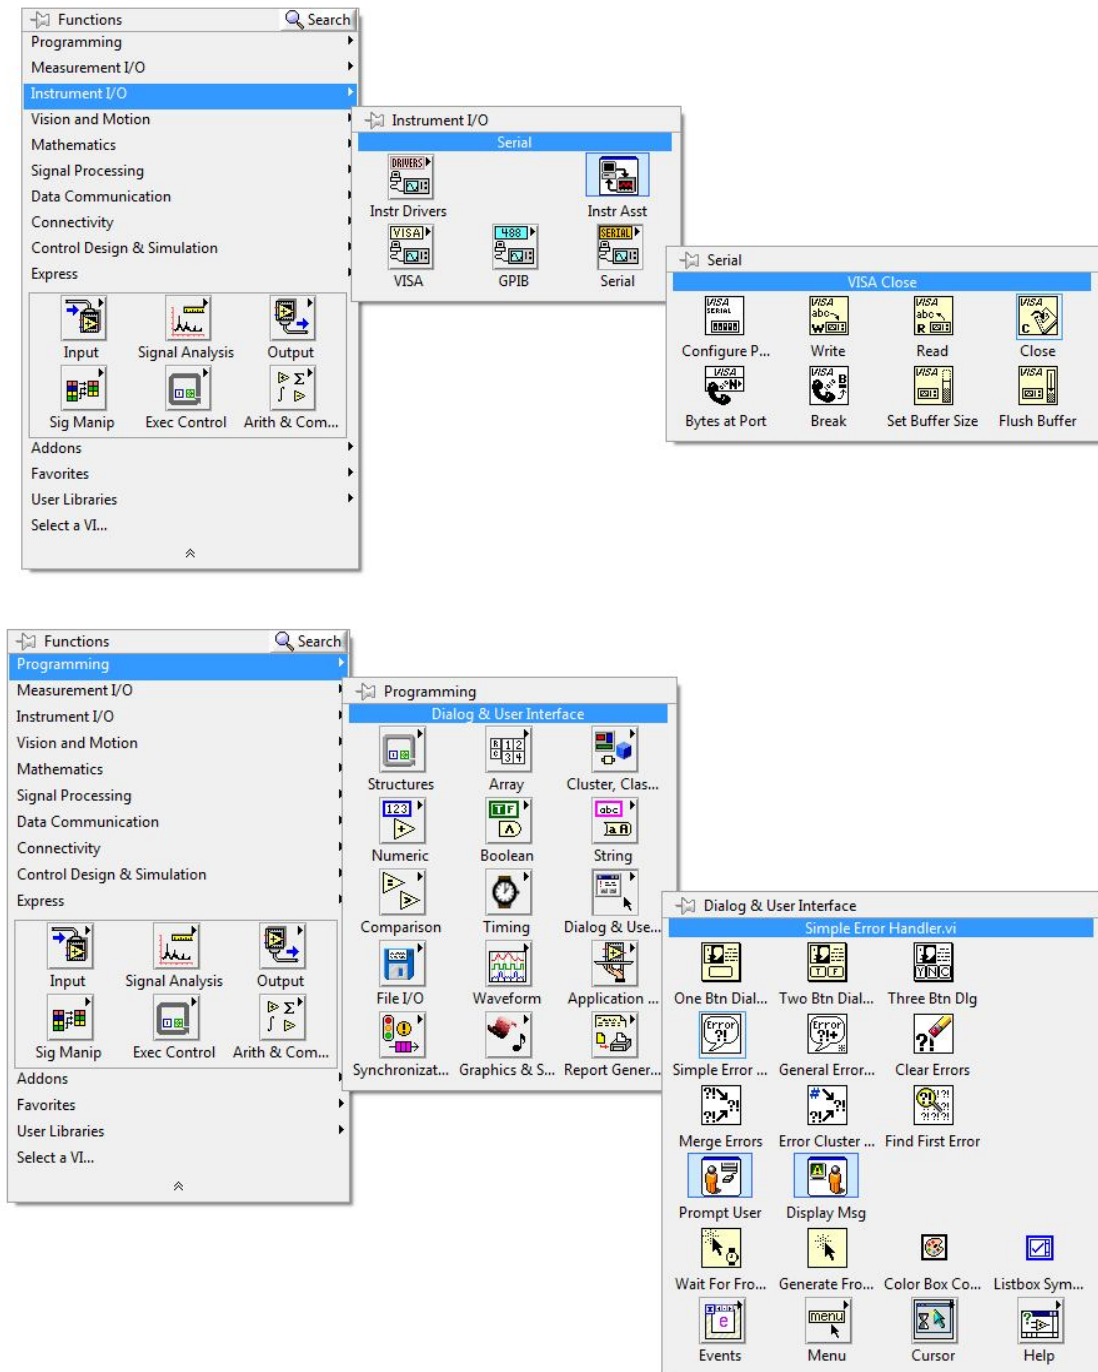 Functions
Search
Programming
Measurement I/O
Instrument I/O
Vision and Motion
Mathematics
Signal Processing
Data Communication
Connectivity
Control Design & Simulation
Express
Input Signal Analysis Output
Sig Manip Exec Control Arith & Com...
Addons
Favorites
User Libraries
Select a VI...
Instrument I/O
Serial
DRIVERS
Instr Drivers Instr Asst
VISA 488 SERIAL
VISA GPIB Serial
Serial
VISA Close
VISA SERIAL VISA abc W VISA abc R VISA C
Configure P... Write Read Close
VISA N VISA B VISA VISA
Bytes at Port Break Set Buffer Size Flush Buffer
Functions
Search
Programming
Measurement I/O
Instrument I/O
Vision and Motion
Mathematics
Signal Processing
Data Communication
Connectivity
Control Design & Simulation
Express
Input Signal Analysis Output
Sig Manip Exec Control Arith & Com...
Addons
Favorites
User Libraries
Select a VI...
Programming
Dialog & User Interface
Structures Array Cluster, Clas...
123 T F abc
Numeric Boolean String
Comparison Timing Dialog & Use...
File I/O Waveform Application ...
Synchronizat... Graphics & S... Report Gener...
Dialog & User Interface
Simple Error Handler.vi
T F Y N C
One Btn Dial... Two Btn Dial... Three Btn Dlg
Error ?! Error ?!+ ?!
Simple Error ... General Error... Clear Errors
Merge Errors Error Cluster ... Find First Error
Prompt User Display Msg
Wait For Fro... Generate Fro... Color Box Co... Listbox Sym...
e menu ?
Events Menu Cursor Help